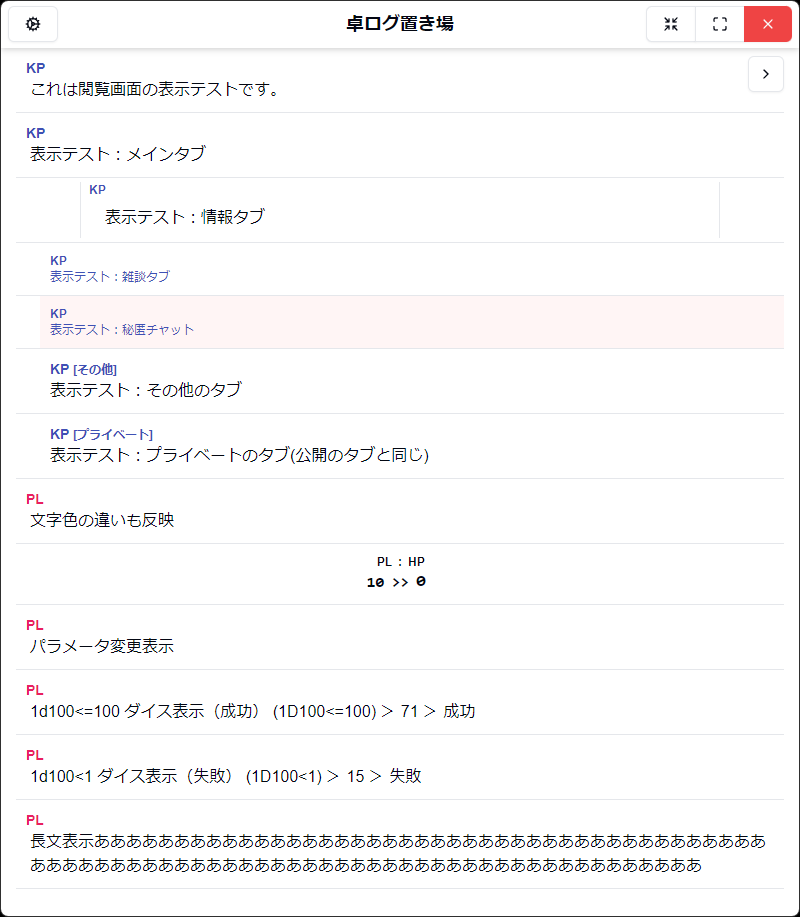 卓ログ置き場
KP
これは閲覧画面の表示テストです。
KP
表示テスト：メインタブ
KP
表示テスト：情報タブ
KP
表示テスト：雑談タブ
KP
表示テスト：秘匿チャット
KP [その他]
表示テスト：その他のタブ
KP [プライベート]
表示テスト：プライベートのタブ(公開のタブと同じ)
PL
文字色の違いも反映
PL : HP
10 >> 0
PL
パラメータ変更表示
PL
1d100<=100 ダイス表示（成功） (1D100<=100) ＞ 71 ＞ 成功
PL
1d100<1 ダイス表示（失敗） (1D100<1) ＞ 15 ＞ 失敗
PL
長文表示ああああああああああああああああああああああああああああああああああああああああああ
ああああああああああああああああああああああああああああああああああああああああああ